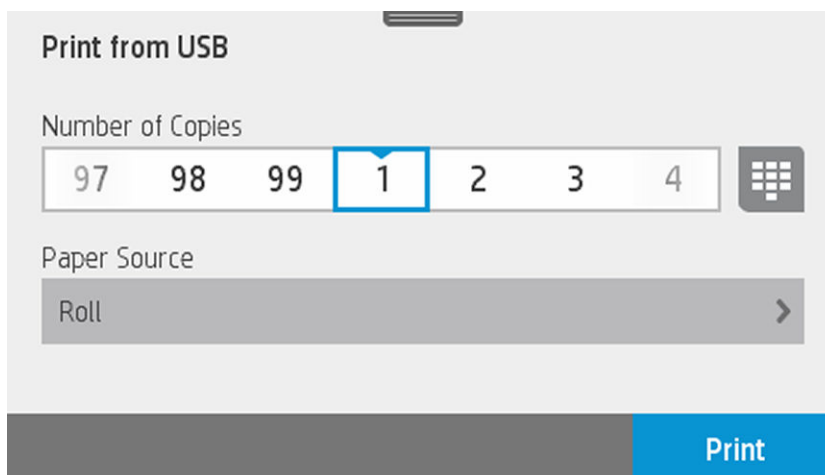 Print from USB
Number of Copies
97 98 99 1 2 3 4
Paper Source
Roll
Print